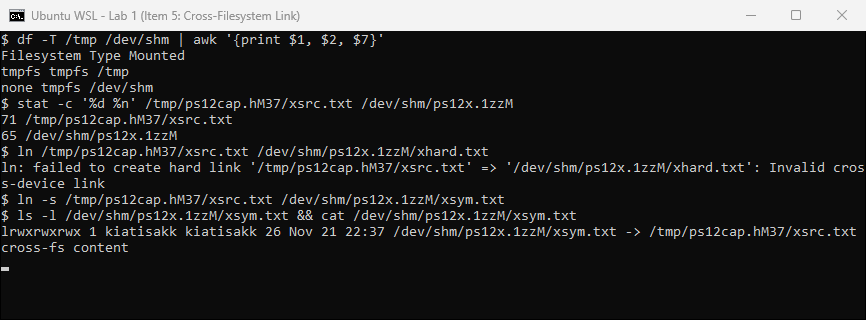 Ubuntu WSL - Lab 1 (Item 5: Cross-Filesystem Link)
$ df -T /tmp /dev/shm | awk '{print $1, $2, $7}'
Filesystem Type Mounted
tmpfs tmpfs /tmp
none tmpfs /dev/shm
$ stat -c '%d %n' /tmp/ps12cap.hM37/xsrc.txt /dev/shm/ps12x.1zzM
71 /tmp/ps12cap.hM37/xsrc.txt
65 /dev/shm/ps12x.1zzM
$ ln /tmp/ps12cap.hM37/xsrc.txt /dev/shm/ps12x.1zzM/xhard.txt
ln: failed to create hard link '/tmp/ps12cap.hM37/xsrc.txt' => '/dev/shm/ps12x.1zzM/xhard.txt': Invalid cros
s-device link
$ ln -s /tmp/ps12cap.hM37/xsrc.txt /dev/shm/ps12x.1zzM/xsym.txt
$ ls -l /dev/shm/ps12x.1zzM/xsym.txt && cat /dev/shm/ps12x.1zzM/xsym.txt
lrwxrwxrwx 1 kiatisakk kiatisakk 26 Nov 21 22:37 /dev/shm/ps12x.1zzM/xsym.txt -> /tmp/ps12cap.hM37/xsrc.txt
cross-fs content